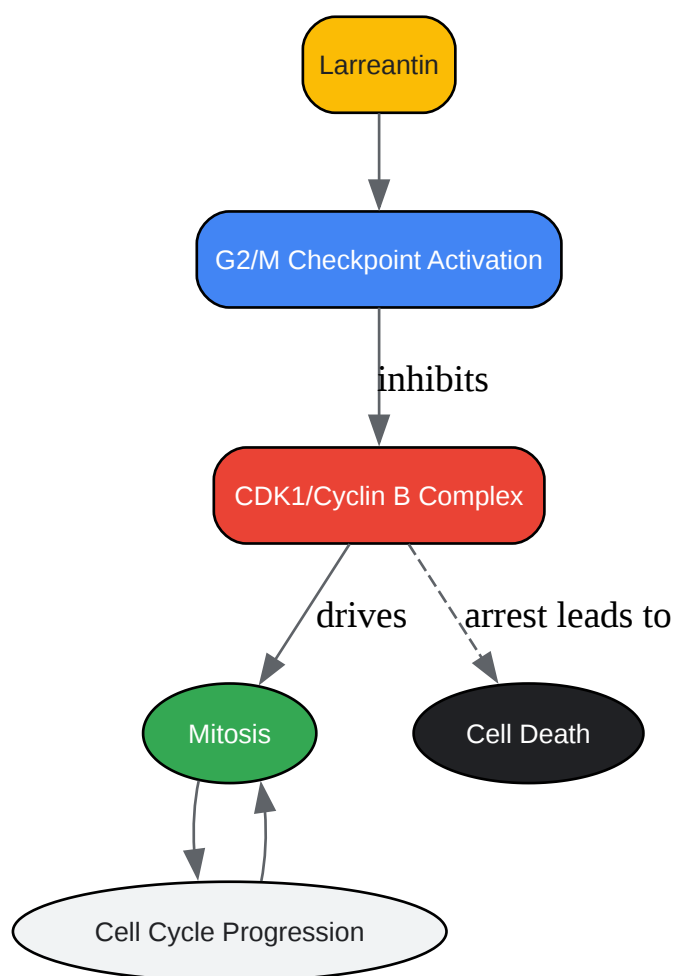 Larreantin
G2/M Checkpoint Activation
inhibits
CDK1/Cyclin B Complex
drives
arrest leads to
Mitosis
Cell Death
Cell Cycle Progression